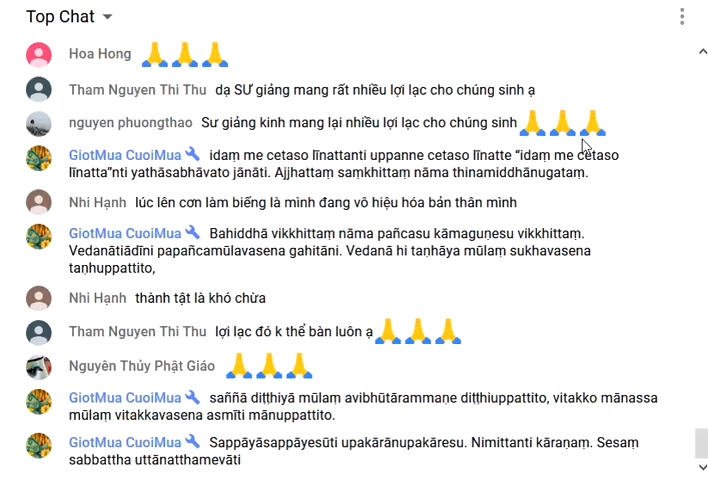 Top Chat
Hoa Hong 🙏🙏🙏
Tham Nguyen Thi Thu dạ SƯ giảng mang rất nhiều lợi lạc cho chúng sinh ạ
nguyen phuongthao Sư giảng kinh mang lại nhiều lợi lạc cho chúng sinh 🙏🙏🙏
GiotMua CuoiMua idaṃ me cetaso līnattanti uppanne cetaso līnatte “idaṃ me cetaso
līnatta”nti yathāsabhāvato jānāti. Ajjhattaṃ saṃkhittaṃ nāma thinamiddhānugataṃ.
Nhi Hạnh lúc lên cơn làm biếng là mình đang vô hiệu hóa bản thân mình
GiotMua CuoiMua Bahiddhā vikkhittaṃ nāma pañcasu kāmaguṇesu vikkhittaṃ.
Vedanātiādīni papañcamūlavasena gahitāni. Vedanā hi taṇhāya mūlaṃ sukhavasena
taṇhuppattito,
Nhi Hạnh thành tật là khó chừa
Tham Nguyen Thi Thu lợi lạc đó k thể bàn luôn ạ 🙏🙏🙏
Nguyên Thủy Phật Giáo 🙏🙏🙏
GiotMua CuoiMua saññā diṭṭhiyā mūlaṃ avibhūtārammaṇe diṭṭhiuppattito, vitakko mānassa
mūlaṃ vitakkavasena asmīti mānuppattito.
GiotMua CuoiMua Sappāyāsappāyesūti upakārānupakāresu. Nimittanti kāraṇaṃ. Sesaṃ
sabbattha uttānatthamevāti